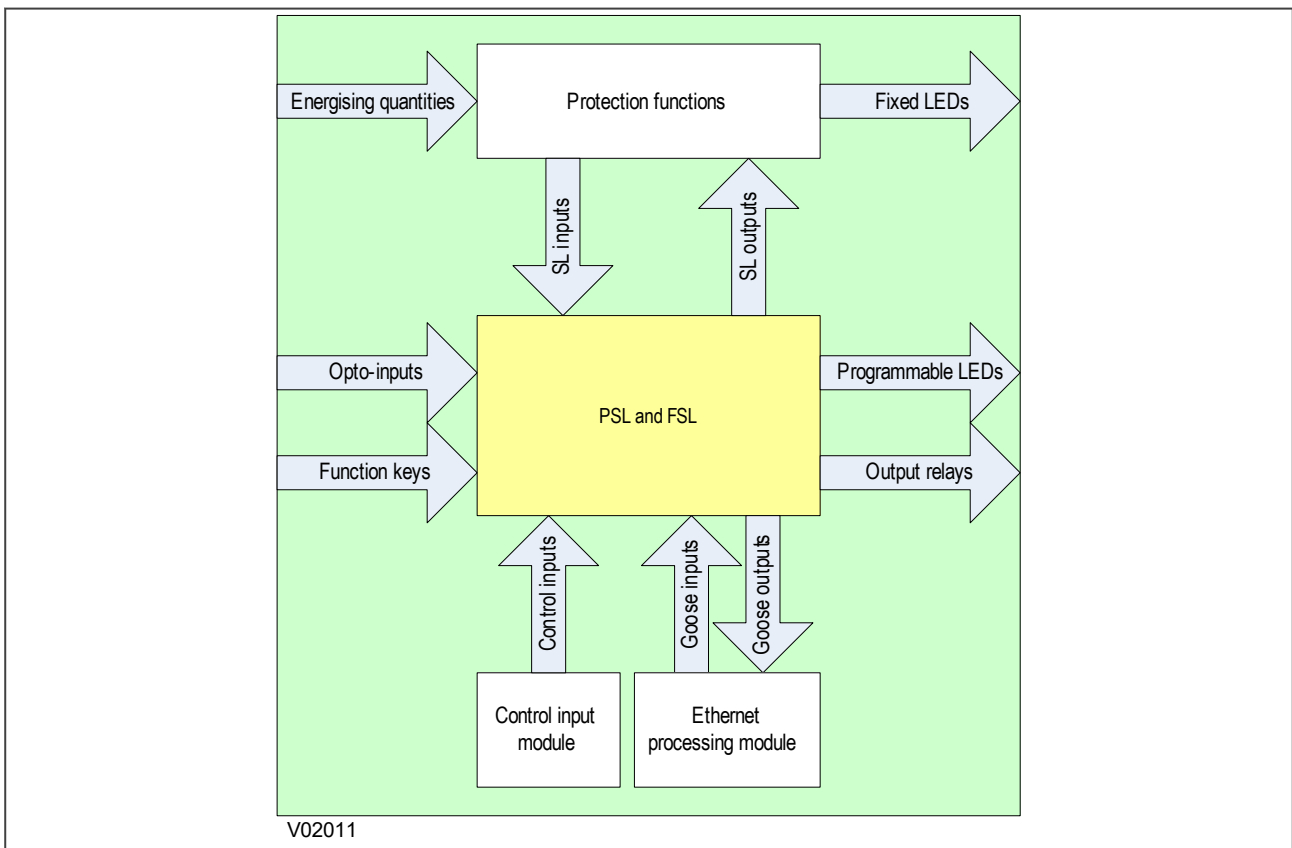 Energising quantities
Protection functions
Fixed LEDs
SL inputs
SL outputs
Opto-inputs
Programmable LEDs
PSL and FSL
Function keys
Output relays
Control inputs
Goose inputs
Goose outputs
Control input
module
Ethernet
processing module
V02011